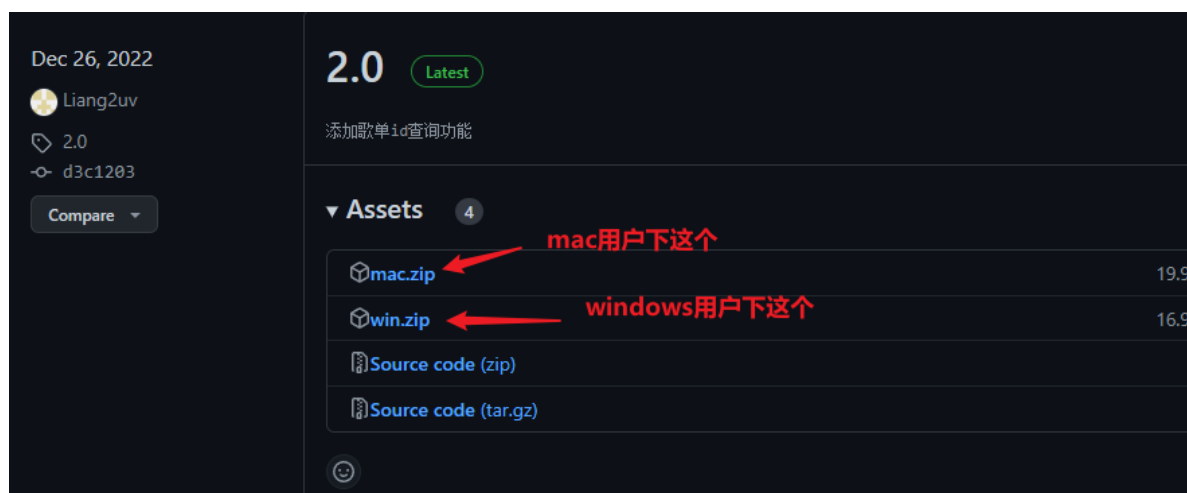 Dec 26, 2022
Liang2uv
2.0
d3c1203
Compare
2.0 Latest
添加歌单id查询功能
Assets 4
mac用户下这个
mac.zip 19.9
windows用户下这个
win.zip 16.9
Source code (zip)
Source code (tar.gz)